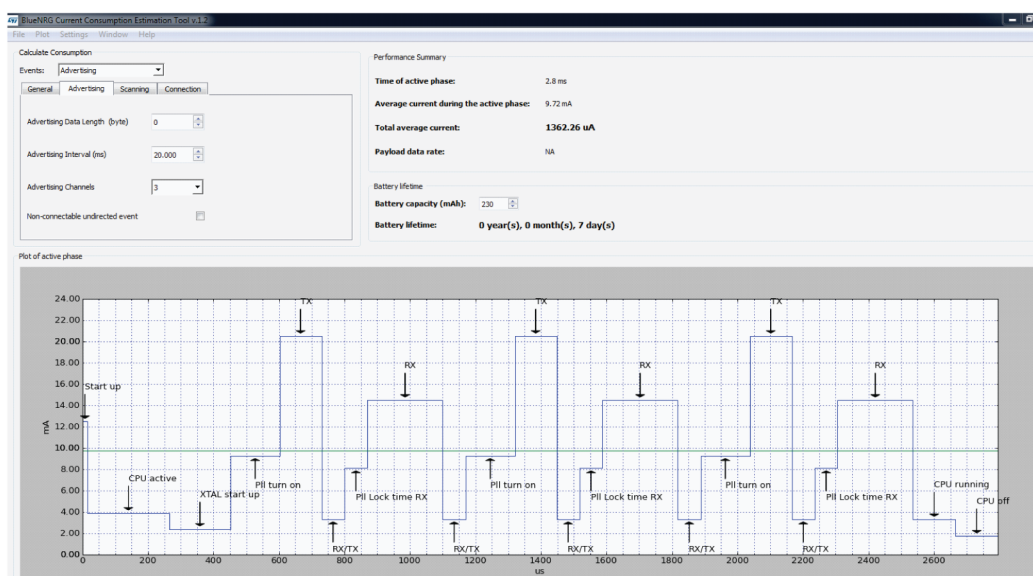 BlueNRG Current Consumption Estimation Tool v.1.2
File Plot Settings Window Help
Calculate Consumption
Events: Advertising
General Advertising Scanning Connection
Advertising Data Length (byte) 0
Advertising Interval (ms) 20.000
Advertising Channels 3
Non-connectable undirected event
Performance Summary
Time of active phase: 2.8 ms
Average current during the active phase: 9.72 mA
Total average current: 1362.26 uA
Payload data rate: NA
Battery lifetime
Battery capacity (mAh): 230
Battery lifetime: 0 year(s), 0 month(s), 7 day(s)
Plot of active phase
24.00
22.00
20.00
18.00
16.00
14.00
12.00
10.00
8.00
6.00
4.00
2.00
0.00
mA
TX TX TX
RX RX RX
Start up
CPU active
XTAL start up
Pll turn on Pll turn on Pll turn on
Pll Lock time RX Pll Lock time RX Pll Lock time RX
CPU running
CPU off
RX/TX RX/TX RX/TX RX/TX RX/TX
0 200 400 600 800 1000 1200 1400 1600 1800 2000 2200 2400 2600
us